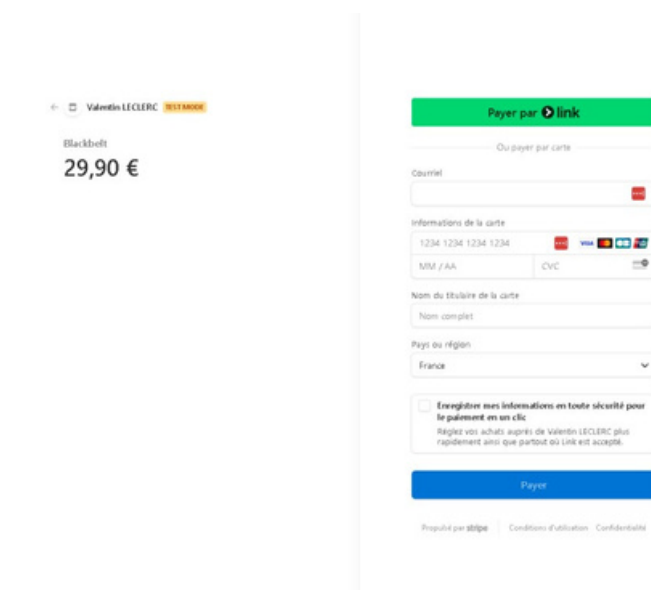 Valentin LECLERC TEST MODE
Blackbelt
29,90 €
Payer par link
Ou payer par carte
Courriel
Informations de la carte
1234 1234 1234 1234 VISA
MM / AA CVC
Nom du titulaire de la carte
Nom complet
Pays ou région
France
Enregistrer mes informations en toute sécurité pour
le paiement en un clic
Réglez vos achats auprès de Valentin LECLERC plus
rapidement ainsi que partout où Link est accepté.
Payer
Propulsé par stripe Conditions d'utilisation Confidentialité